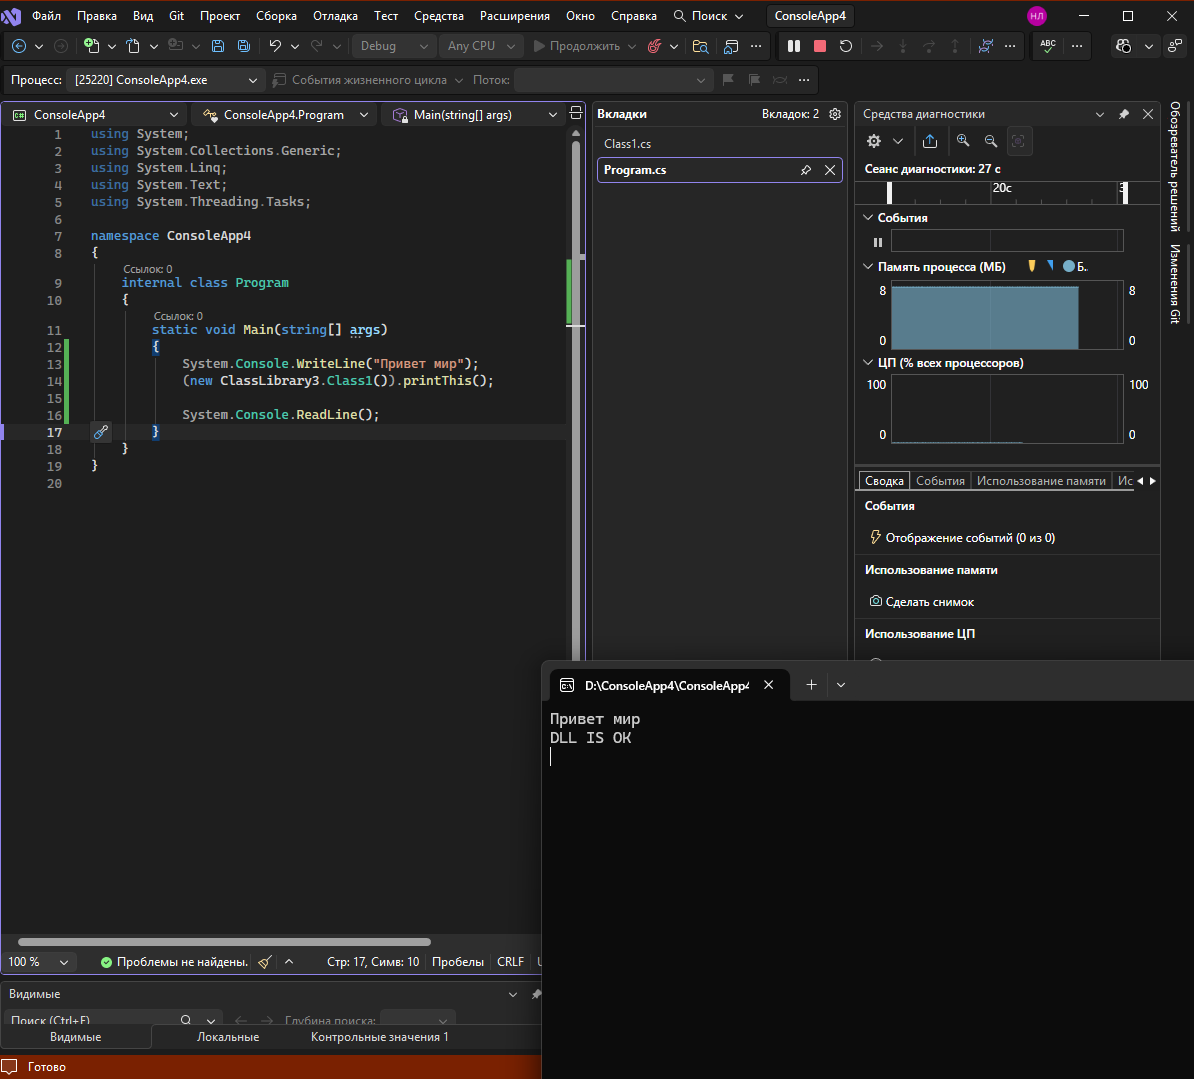 Файл Правка Вид Git Проект Сборка Отладка Тест Средства Расширения Окно Справка Поиск ConsoleApp4 НЛ
Debug Any CPU Продолжить ABC
Процесс: [25220] ConsoleApp4.exe События жизненного цикла Поток:
ConsoleApp4 ConsoleApp4.Program Main(string[] args)
1 using System;
2 using System.Collections.Generic;
3 using System.Linq;
4 using System.Text;
5 using System.Threading.Tasks;
6
7 namespace ConsoleApp4
8 {
Ссылок: 0
9 internal class Program
10 {
Ссылок: 0
11 static void Main(string[] args)
12 {
13 System.Console.WriteLine("Привет мир");
14 (new ClassLibrary3.Class1()).printThis();
15
16 System.Console.ReadLine();
17 }
18 }
19 }
20
100 % Проблемы не найдены. Стр: 17, Симв: 10 Пробелы CRLF
Вкладки Вкладок: 2
Class1.cs
Program.cs
Средства диагностики
Сеанс диагностики: 27 с
20с
События
Память процесса (МБ) Б..
8 8
0 0
ЦП (% всех процессоров)
100 100
0 0
Сводка События Использование памяти Ис
События
Отображение событий (0 из 0)
Использование памяти
Сделать снимок
Использование ЦП
Обозреватель решений
Изменения Git
D:\ConsoleApp4\ConsoleApp4
Привет мир
DLL IS OK
Видимые
Поиск (Ctrl+E) Глубина поиска:
Видимые Локальные Контрольные значения 1
Готово